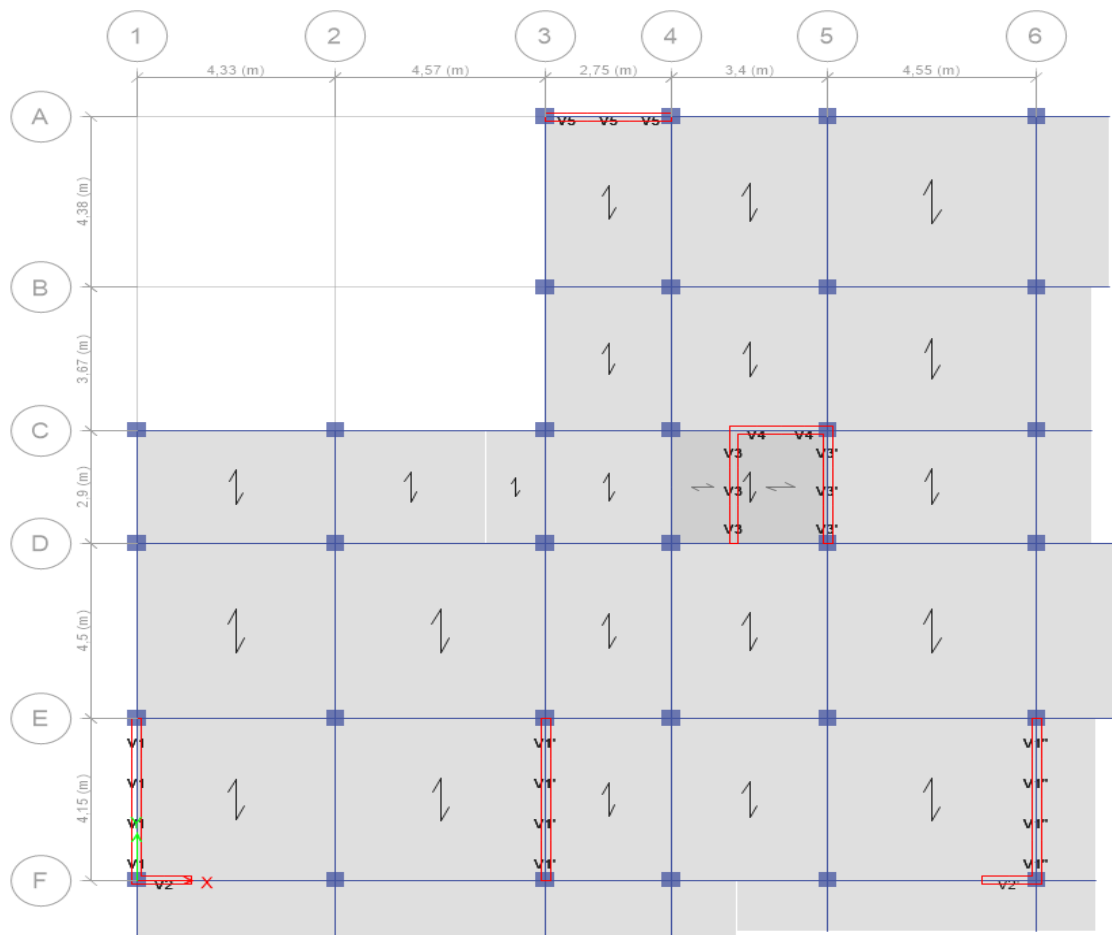 1 2 3 4 5 6
4,33 (m) 4,57 (m) 2,75 (m) 3,4 (m) 4,55 (m)
A
V5 V5 V5
4,38 (m)
B
3,67 (m)
C
V4 V4
V3 V3'
2,9 (m)
V3 V3'
V3 V3'
D
4,5 (m)
E
V1 V1' V1"
V1 V1' V1"
4,15 (m)
V1 V1' V1"
V1 V1' V1"
F
V2 X V2'